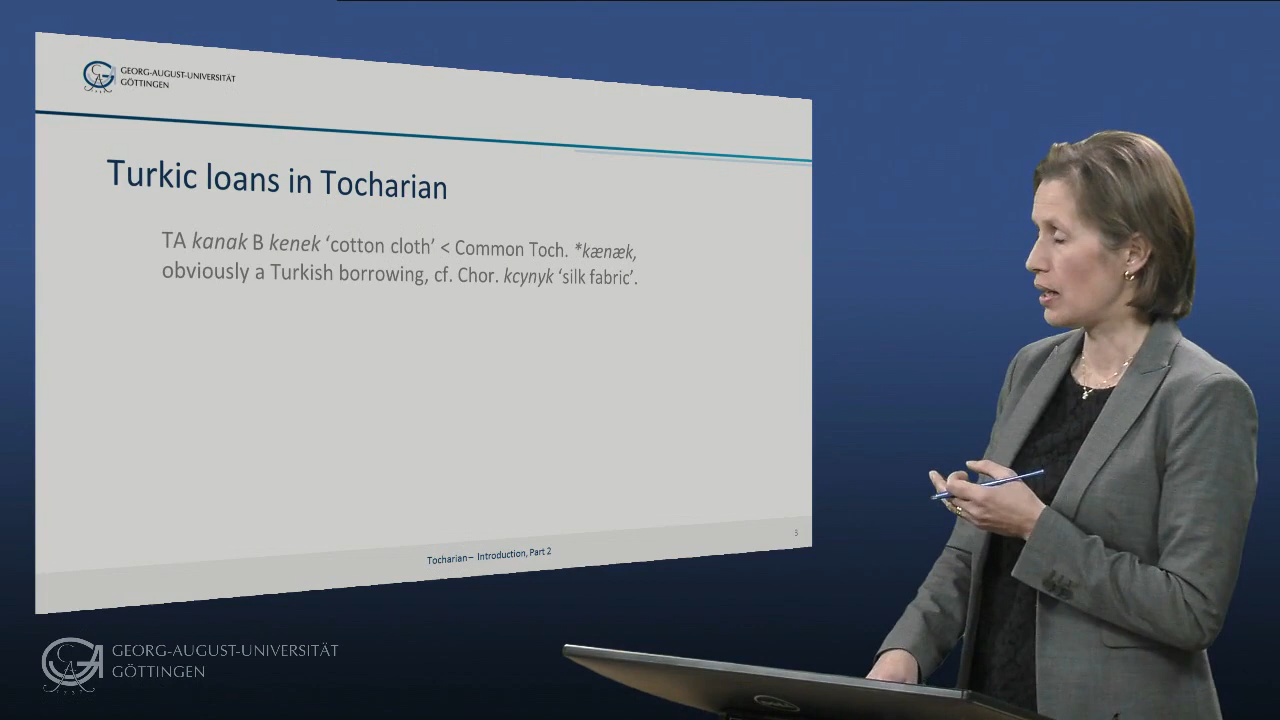 GEORG-AUGUST-UNIVERSITÄT
GÖTTINGEN
Turkic loans in Tocharian
TA kanak B kenek ‘cotton cloth’ < Common Toch. *kænæk,
obviously a Turkish borrowing, cf. Chor. kcynyk ‘silk fabric’.
Tocharian – Introduction, Part 2
5
GEORG-AUGUST-UNIVERSITÄT
GÖTTINGEN